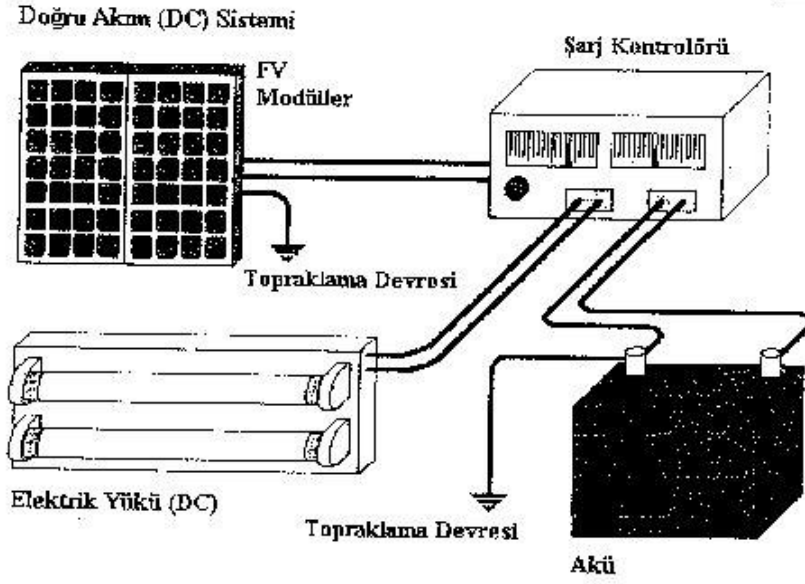 Doğru Akım (DC) Sistemi
Şarj Kontrolörü
FV
Modüller
Topraklama Devresi
Elektrik Yükü (DC)
Topraklama Devresi
Akü